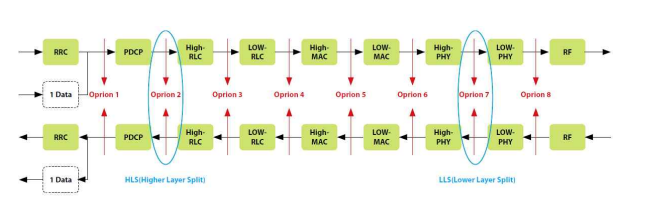 RRC PDCP High-RLC LOW-RLC High-MAC LOW-MAC High-PHY LOW-PHY RF
1 Data Oprion 1 Oprion 2 Oprion 3 Oprion 4 Oprion 5 Oprion 6 Oprion 7 Oprion 8
RRC PDCP High-RLC LOW-RLC High-MAC LOW-MAC High-PHY LOW-PHY RF
1 Data HLS(Higher Layer Split) LLS(Lower Layer Split)